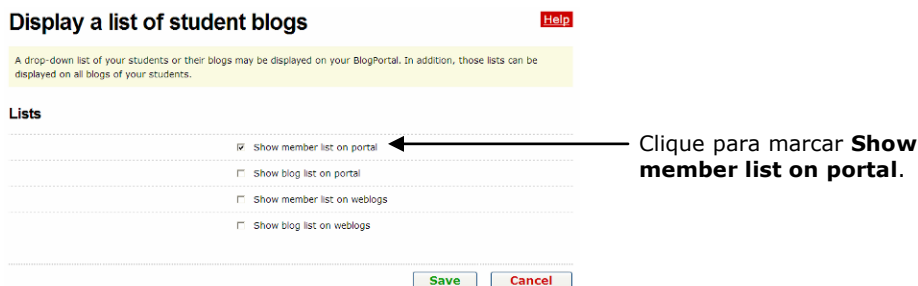 Display a list of student blogs
Help
A drop-down list of your students or their blogs may be displayed on your BlogPortal. In addition, those lists can be
displayed on all blogs of your students.
Lists
Show member list on portal
Clique para marcar Show
member list on portal.
Show blog list on portal
Show member list on weblogs
Show blog list on weblogs
Save
Cancel